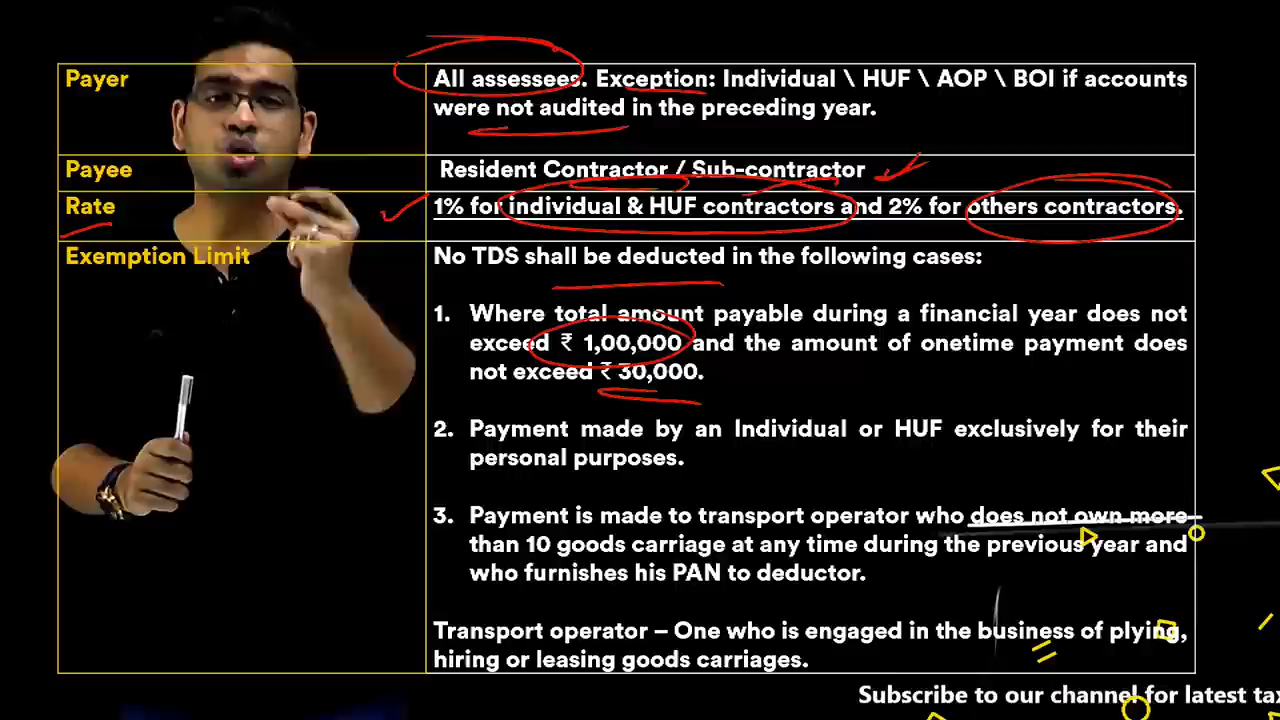 Payer
All assessees. Exception: Individual \ HUF \ AOP \ BOI if accounts
were not audited in the preceding year.
Payee
Resident Contractor / Sub-contractor
Rate
1% for individual & HUF contractors and 2% for others contractors.
Exemption Limit
No TDS shall be deducted in the following cases:
1. Where total amount payable during a financial year does not
exceed ₹ 1,00,000 and the amount of onetime payment does
not exceed ₹ 30,000.
2. Payment made by an Individual or HUF exclusively for their
personal purposes.
3. Payment is made to transport operator who does not own more
than 10 goods carriage at any time during the previous year and
who furnishes his PAN to deductor.
Transport operator – One who is engaged in the business of plying,
hiring or leasing goods carriages.
Subscribe to our channel for latest tax